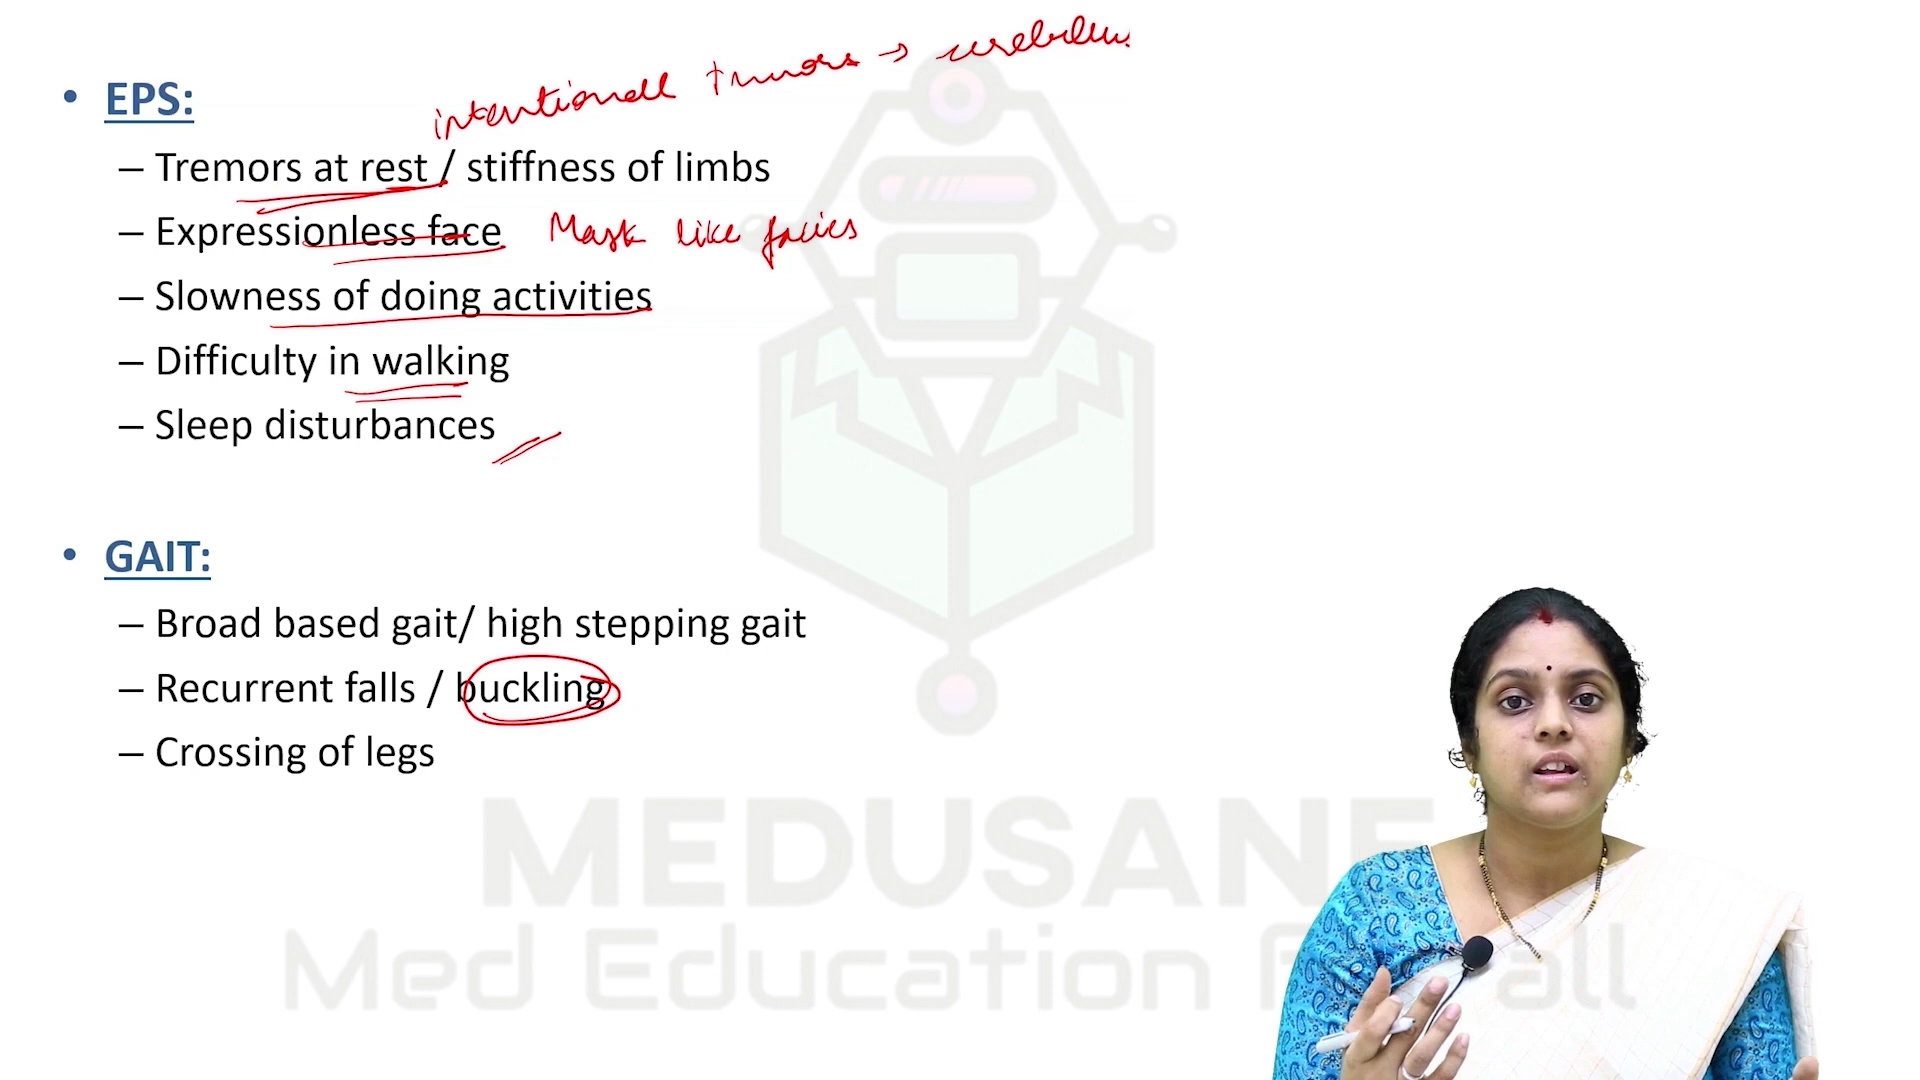 intentionall tremors → cerebellum
• EPS:
– Tremors at rest / stiffness of limbs
– Expressionless face Mask like facies
– Slowness of doing activities
– Difficulty in walking
– Sleep disturbances
• GAIT:
– Broad based gait/ high stepping gait
– Recurrent falls / buckling
– Crossing of legs
MEDUSANE
Med Education F all